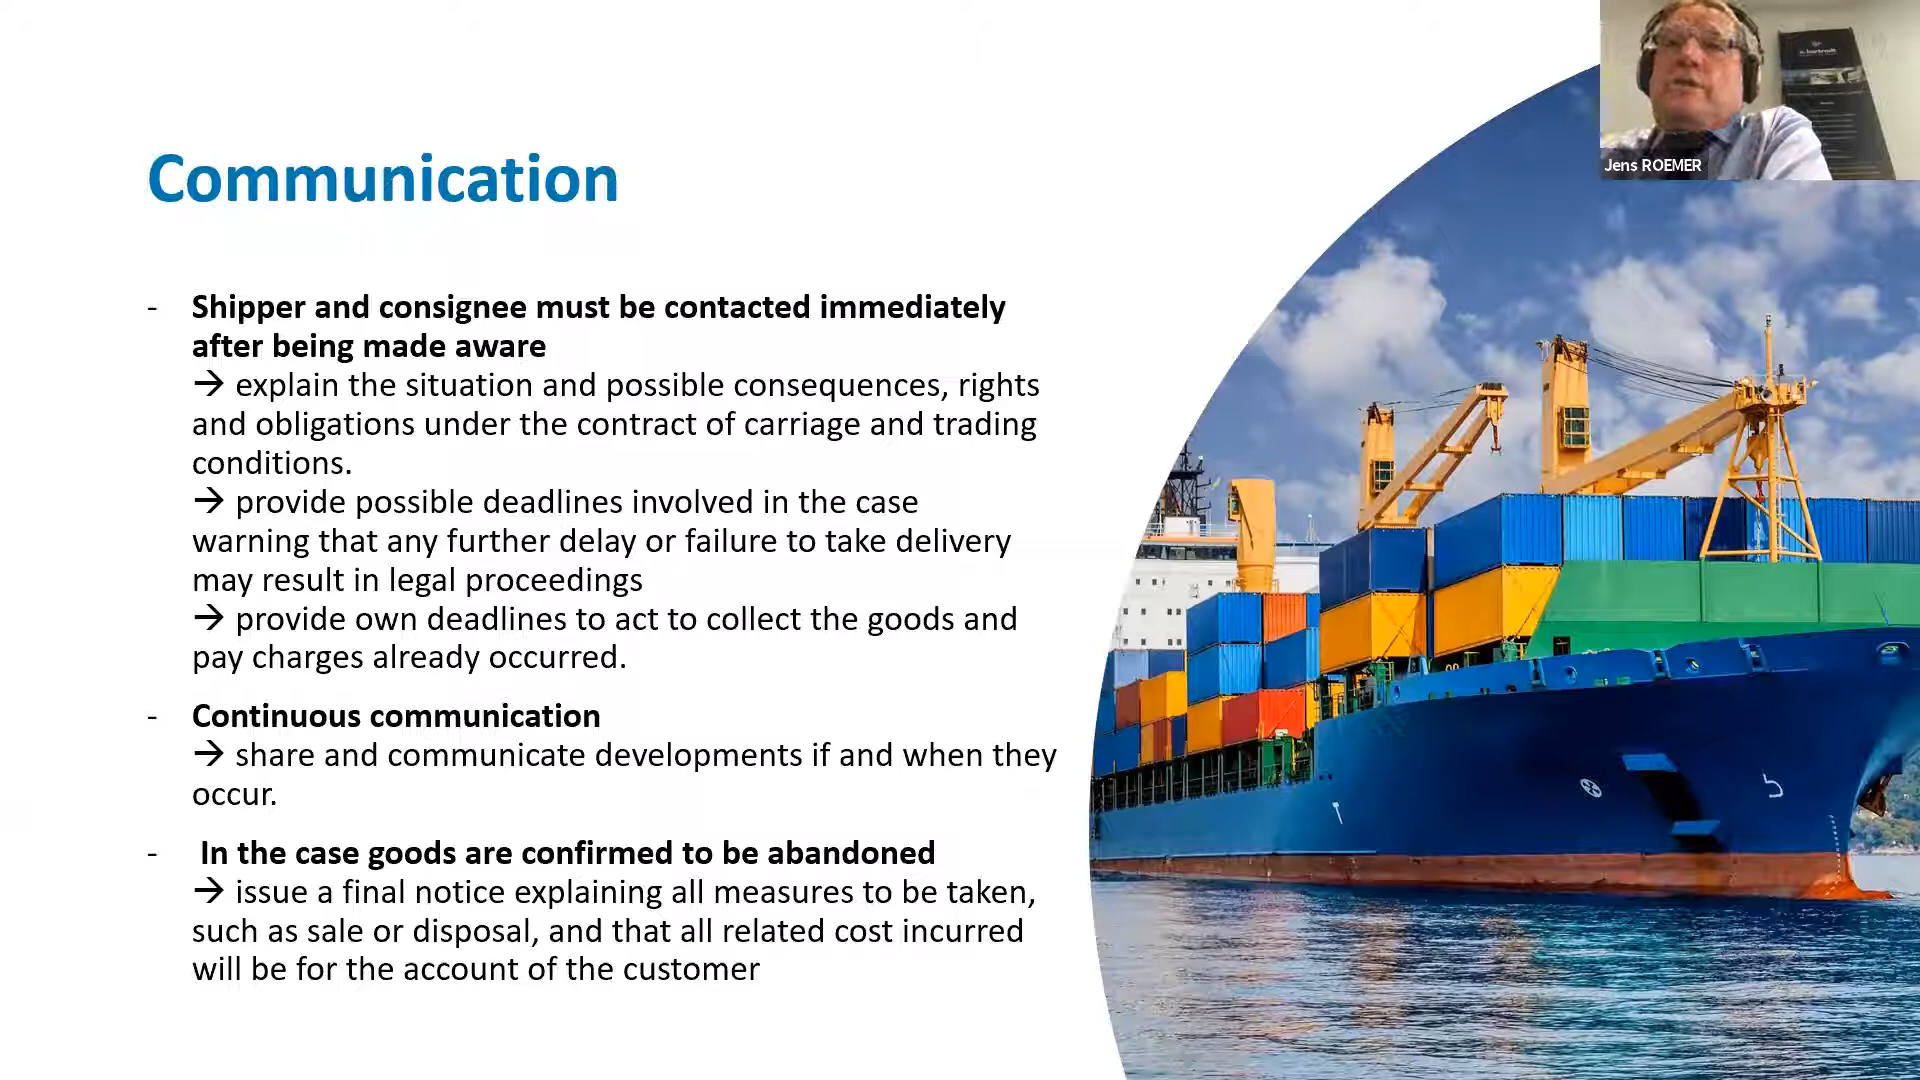 Communication
- Shipper and consignee must be contacted immediately
after being made aware
→ explain the situation and possible consequences, rights
and obligations under the contract of carriage and trading
conditions.
→ provide possible deadlines involved in the case
warning that any further delay or failure to take delivery
may result in legal proceedings
→ provide own deadlines to act to collect the goods and
pay charges already occurred.
- Continuous communication
→ share and communicate developments if and when they
occur.
- In the case goods are confirmed to be abandoned
→ issue a final notice explaining all measures to be taken,
such as sale or disposal, and that all related cost incurred
will be for the account of the customer
Jens ROEMER